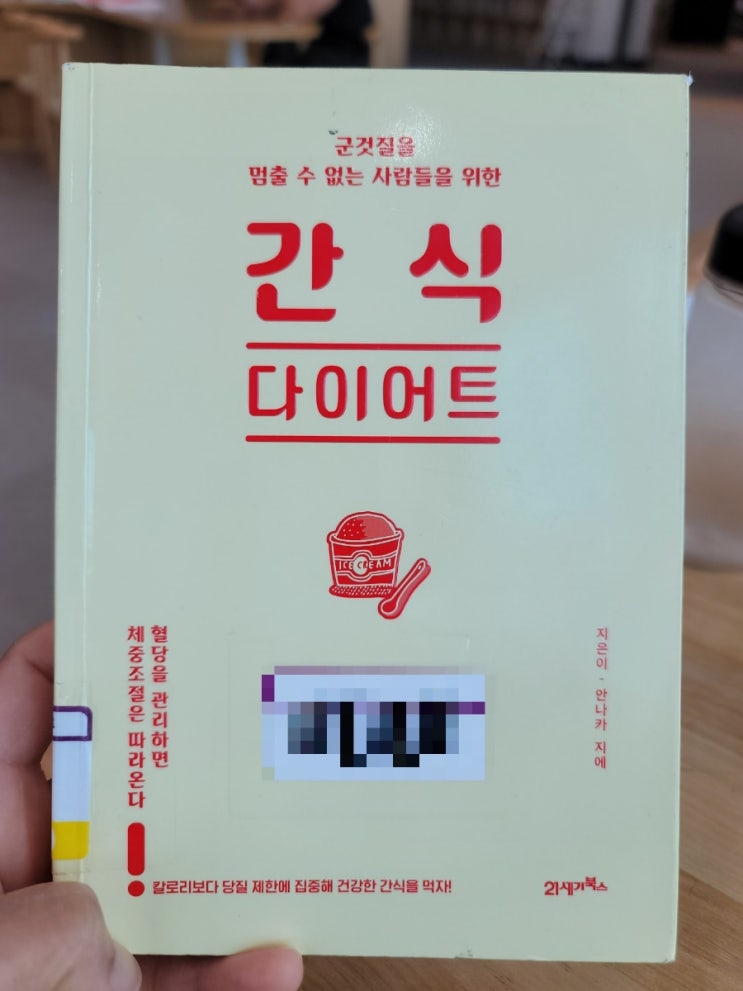 군것질을
멈출 수 없는 사람들을 위한
간식
다이어트
ICE CREAM
혈당을 관리하면
체중조절은 따라온다
!
칼로리보다 당질 제한에 집중해 건강한 간식을 먹자!
지은이 - 안나카 지에
21세기북스